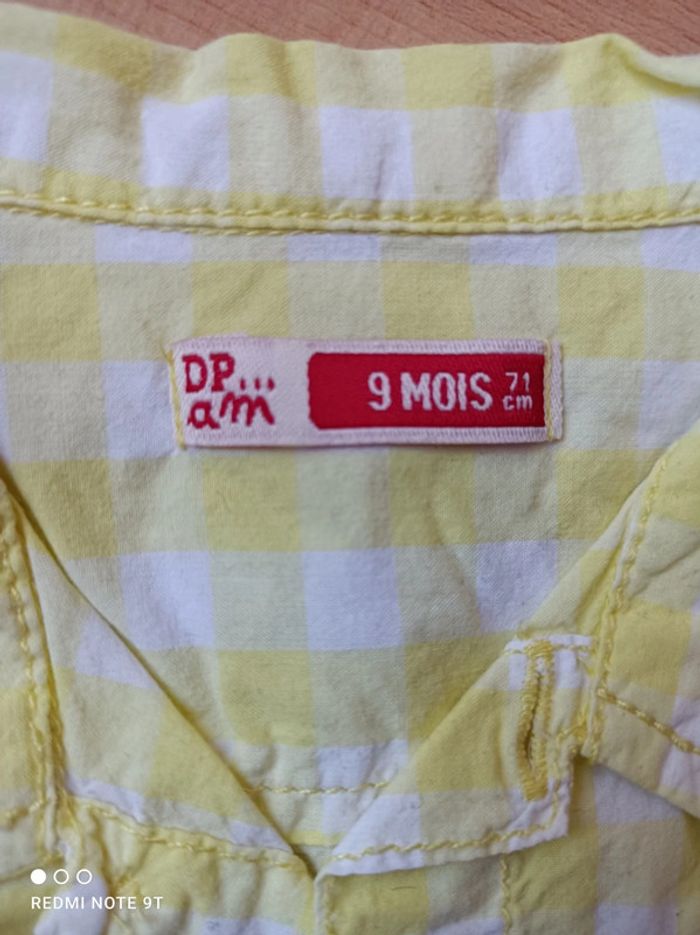 DP...
am
9 MOIS 71 cm
REDMI NOTE 9T